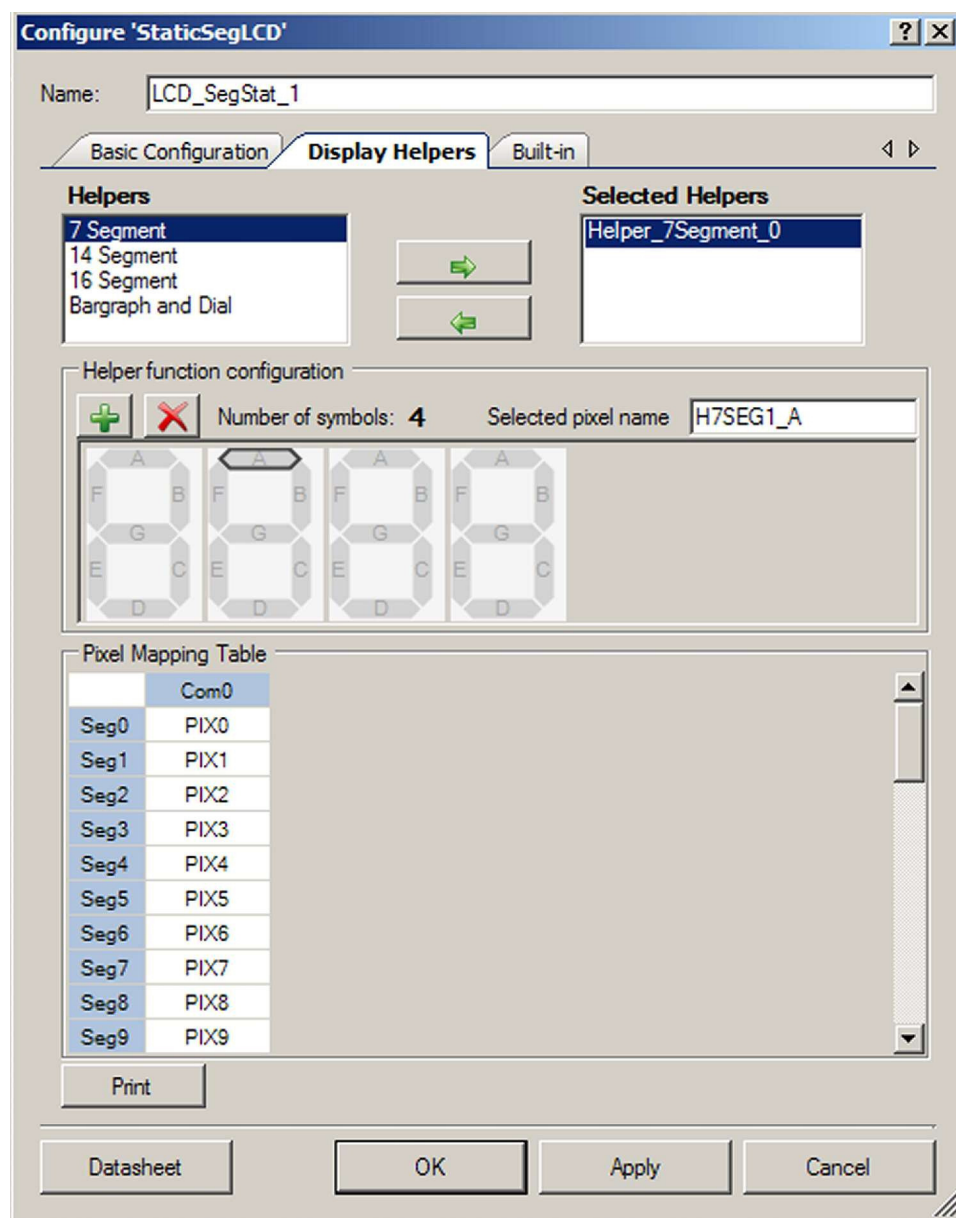 Configure 'StaticSegLCD'
Name: LCD_SegStat_1
Basic Configuration Display Helpers Built-in
Helpers Selected Helpers
7 Segment Helper_7Segment_0
14 Segment
16 Segment
Bargraph and Dial
Helper function configuration
Number of symbols: 4 Selected pixel name H7SEG1_A
A A A A
F B F B F B F B
G G G G
E C E C E C E C
D D D D
Pixel Mapping Table
Com0
Seg0 PIX0
Seg1 PIX1
Seg2 PIX2
Seg3 PIX3
Seg4 PIX4
Seg5 PIX5
Seg6 PIX6
Seg7 PIX7
Seg8 PIX8
Seg9 PIX9
Print
Datasheet OK Apply Cancel